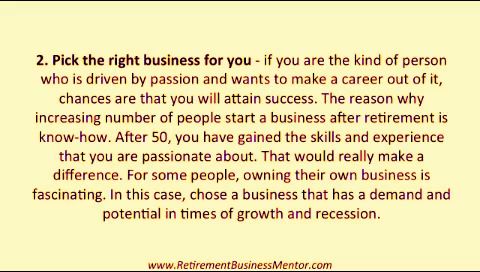 2. Pick the right business for you - if you are the kind of person
who is driven by passion and wants to make a career out of it,
chances are that you will attain success. The reason why
increasing number of people start a business after retirement is
know-how. After 50, you have gained the skills and experience
that you are passionate about. That would really make a
difference. For some people, owning their own business is
fascinating. In this case, chose a business that has a demand and
potential in times of growth and recession.
www.RetirementBusinessMentor.com